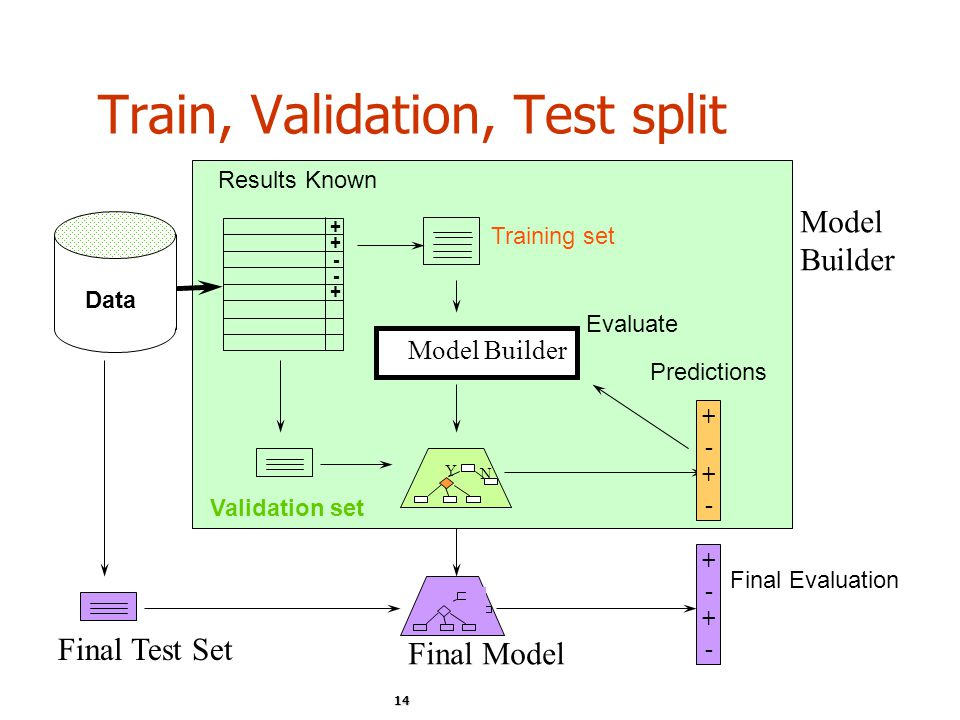 Train, Validation, Test split
Results Known
Model
Builder
+
+
-
-
+
Training set
Data
Evaluate
Model Builder
Predictions
+
-
+
-
Y
N
Validation set
+
-
+
-
Final Evaluation
Final Test Set
Final Model
14